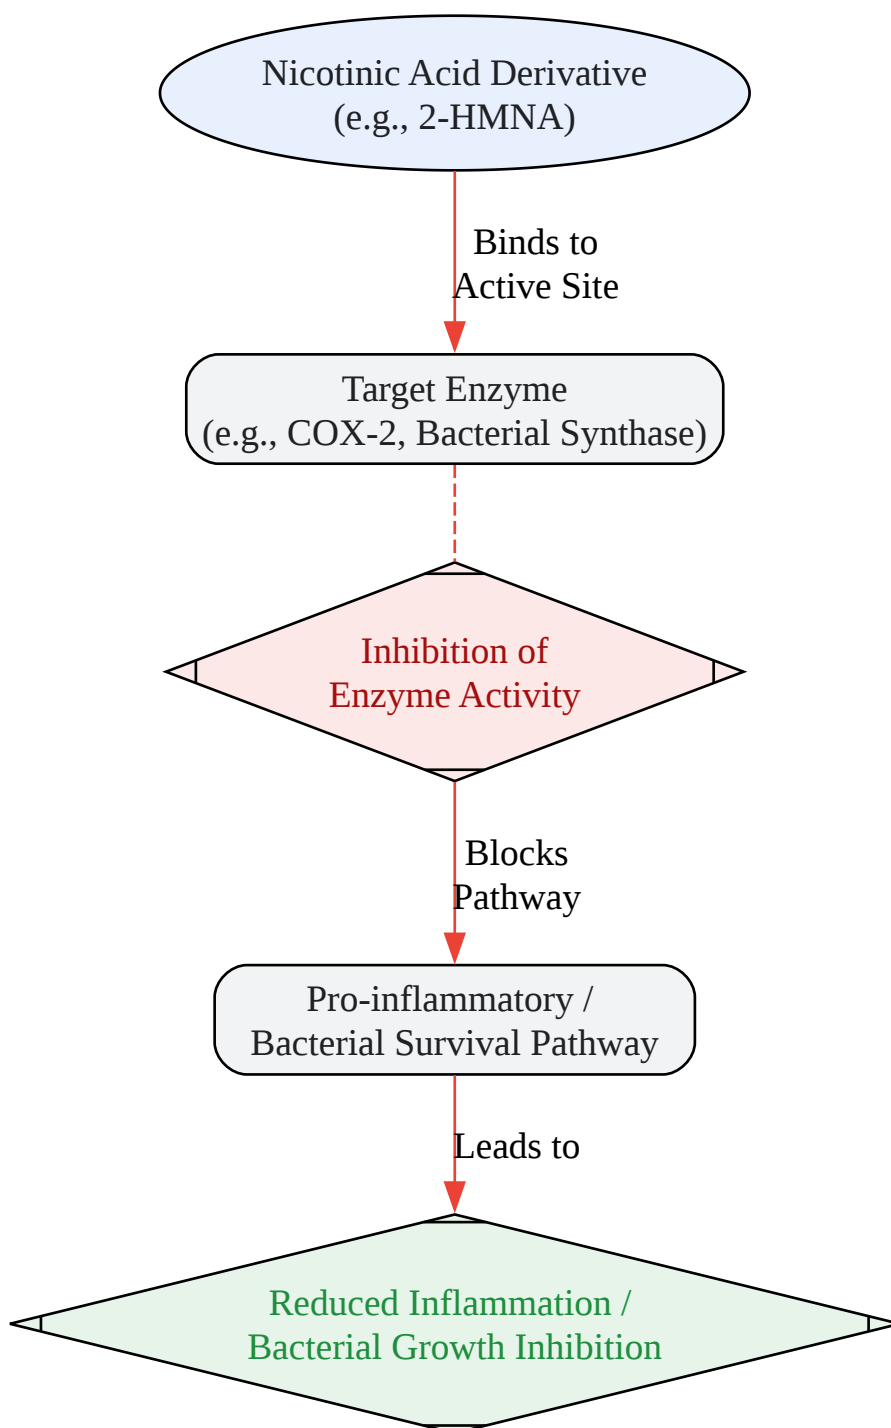 Nicotinic Acid Derivative
(e.g., 2-HMNA)
Binds to
Active Site
Target Enzyme
(e.g., COX-2, Bacterial Synthase)
Inhibition of
Enzyme Activity
Blocks
Pathway
Pro-inflammatory /
Bacterial Survival Pathway
Leads to
Reduced Inflammation /
Bacterial Growth Inhibition